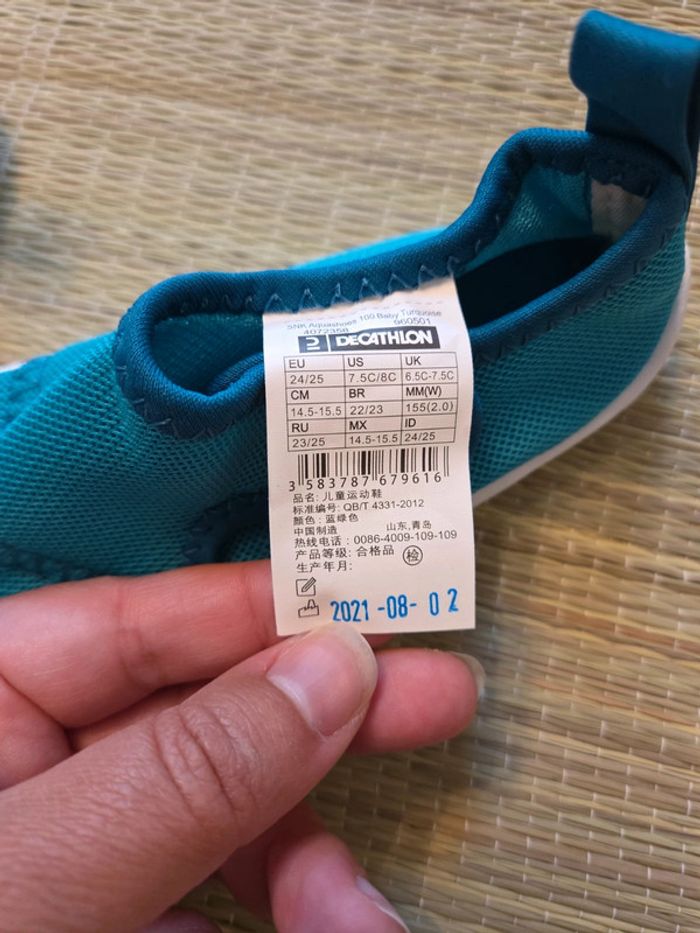 SNK Aquashoes 100 Baby Turquoise
4072358 960501
DECATHLON
EU US UK
24/25 7.5C/8C 6.5C-7.5C
CM BR MM(W)
14.5-15.5 22/23 155(2.0)
RU MX ID
23/25 14.5-15.5 24/25
3 583787 679616
品名: 儿童运动鞋
标准编号: QB/T 4331-2012
颜色: 蓝绿色
中国制造 山东,青岛
热线电话: 0086-4009-109-109
产品等级: 合格品 检
生产年月:
2021-08-02